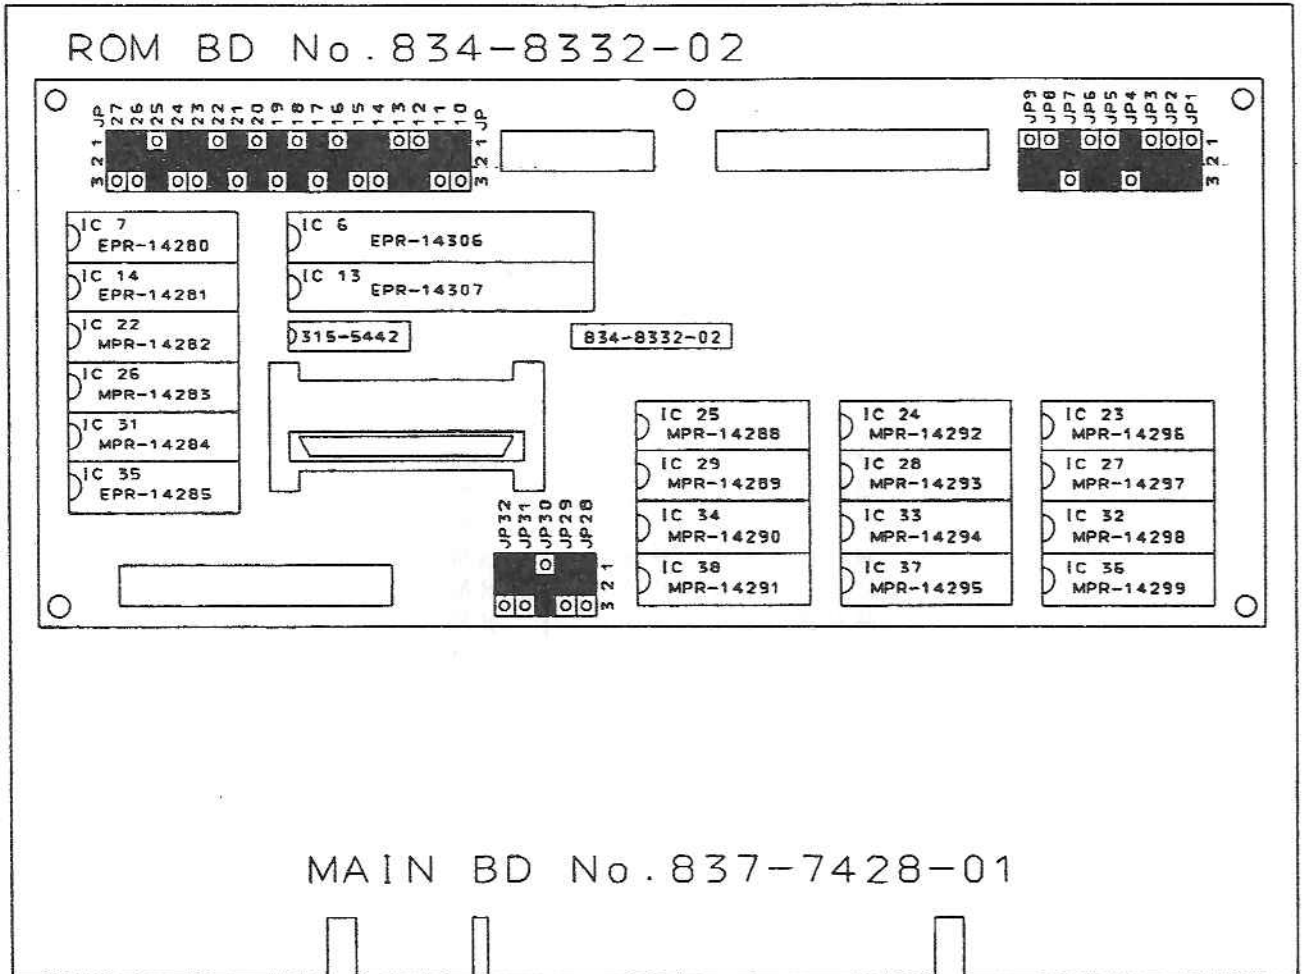 ROM BD No.834-8332-02
JP 27 26 25 24 23 22 21 20 19 18 17 16 15 14 13 12 11 10 JP
1 2 3
1 2 3
JP9 JP8 JP7 JP6 JP5 JP4 JP3 JP2 JP1
1 2 3
IC 7
EPR-14280
IC 14
EPR-14281
IC 22
MPR-14282
IC 26
MPR-14283
IC 31
MPR-14284
IC 35
EPR-14285
IC 6
EPR-14306
IC 13
EPR-14307
315-5442
834-8332-02
JP32 JP31 JP30 JP29 JP28
1 2 3
IC 25
MPR-14288
IC 29
MPR-14289
IC 34
MPR-14290
IC 38
MPR-14291
IC 24
MPR-14292
IC 28
MPR-14293
IC 33
MPR-14294
IC 37
MPR-14295
IC 23
MPR-14296
IC 27
MPR-14297
IC 32
MPR-14298
IC 36
MPR-14299
MAIN BD No.837-7428-01